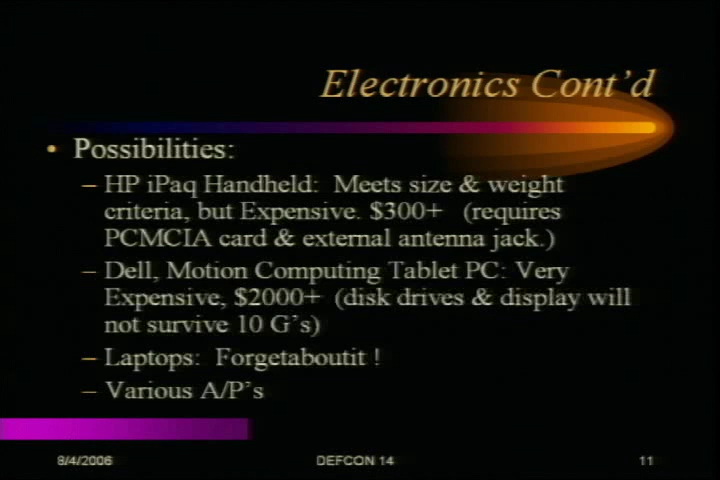 Electronics Cont’d
• Possibilities:
– HP iPaq Handheld: Meets size & weight
criteria, but Expensive. $300+ (requires
PCMCIA card & external antenna jack.)
– Dell, Motion Computing Tablet PC: Very
Expensive, $2000+ (disk drives & display will
not survive 10 G’s)
– Laptops: Forgetaboutit !
– Various A/P’s
8/4/2006 DEFCON 14 11